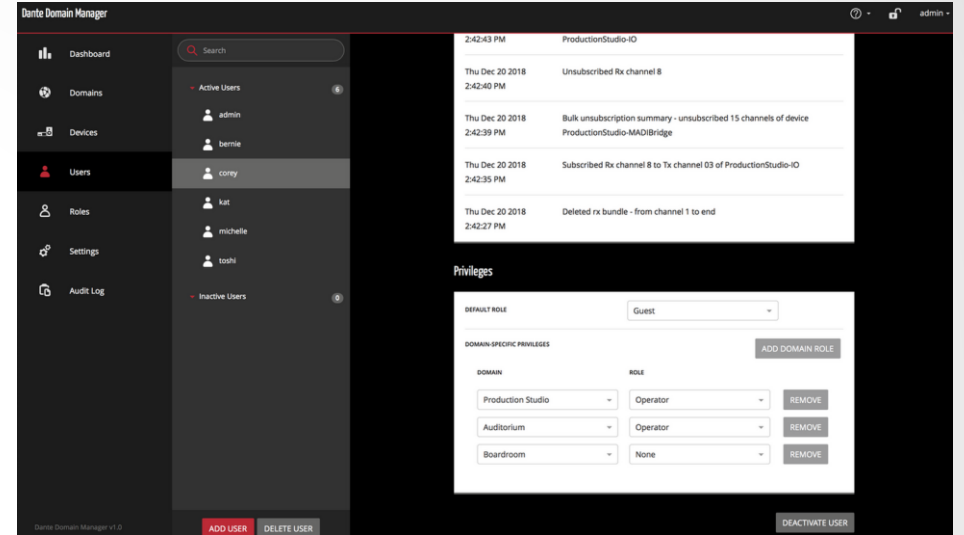 Dante Domain Manager
admin
Dashboard
Domains
Devices
Users
Roles
Settings
Audit Log
Dante Domain Manager v1.0
Search
Active Users 6
admin
bernie
corey
kat
michelle
toshi
Inactive Users 0
ADD USER DELETE USER
2:42:43 PM ProductionStudio-IO
Thu Dec 20 2018 Unsubscribed Rx channel 8
2:42:40 PM
Thu Dec 20 2018 Bulk unsubscription summary - unsubscribed 15 channels of device
2:42:39 PM ProductionStudio-MADIBridge
Thu Dec 20 2018 Subscribed Rx channel 8 to Tx channel 03 of ProductionStudio-IO
2:42:35 PM
Thu Dec 20 2018 Deleted rx bundle - from channel 1 to end
2:42:27 PM
Privileges
DEFAULT ROLE Guest
DOMAIN-SPECIFIC PRIVILEGES ADD DOMAIN ROLE
DOMAIN ROLE
Production Studio Operator REMOVE
Auditorium Operator REMOVE
Boardroom None REMOVE
DEACTIVATE USER